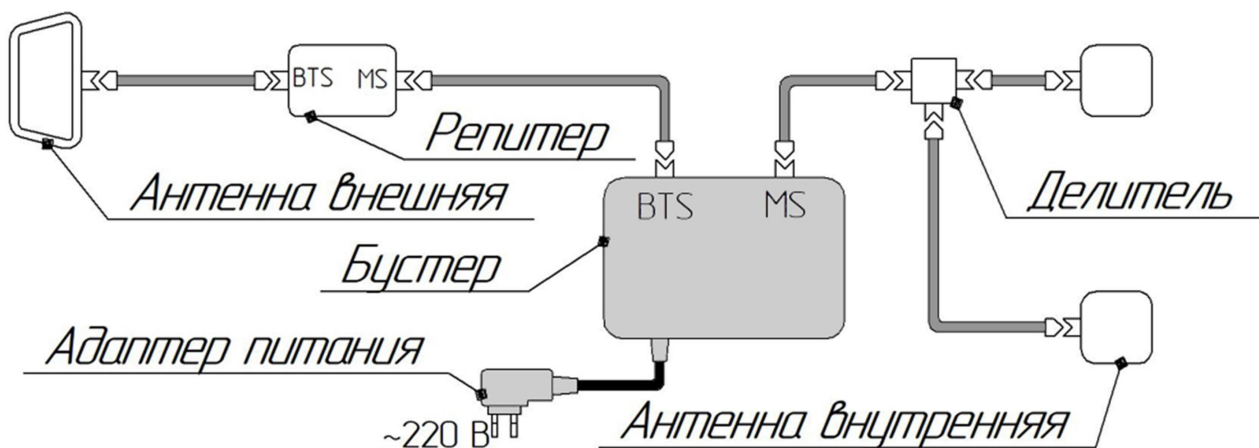 BTS MS
Репитер
Антенна внешняя
BTS MS
Делитель
Бустер
Адаптер питания
~220 В
Антенна внутренняя